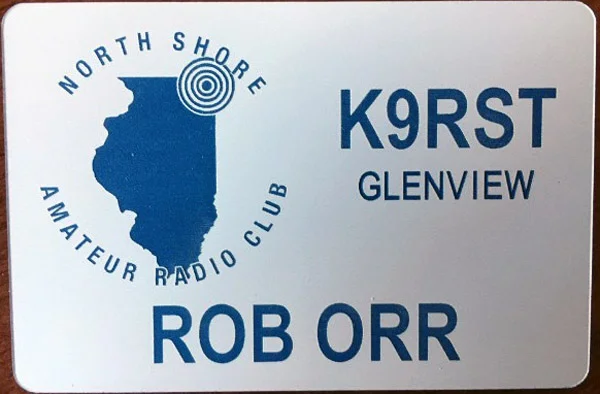 NORTH SHORE
AMATEUR RADIO CLUB
K9RST
GLENVIEW
ROB ORR